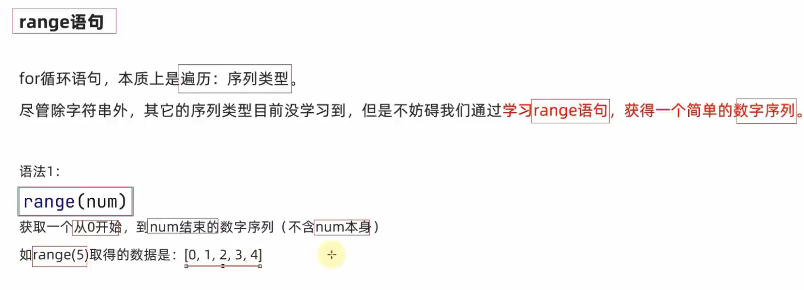 range语句
for循环语句，本质上是遍历：序列类型。
尽管除字符串外，其它的序列类型目前没学习到，但是不妨碍我们通过学习range语句，获得一个简单的数字序列。
语法1：
range(num)
获取一个从0开始，到num结束的数字序列（不含num本身）
如range(5)取得的数据是：[0, 1, 2, 3, 4]